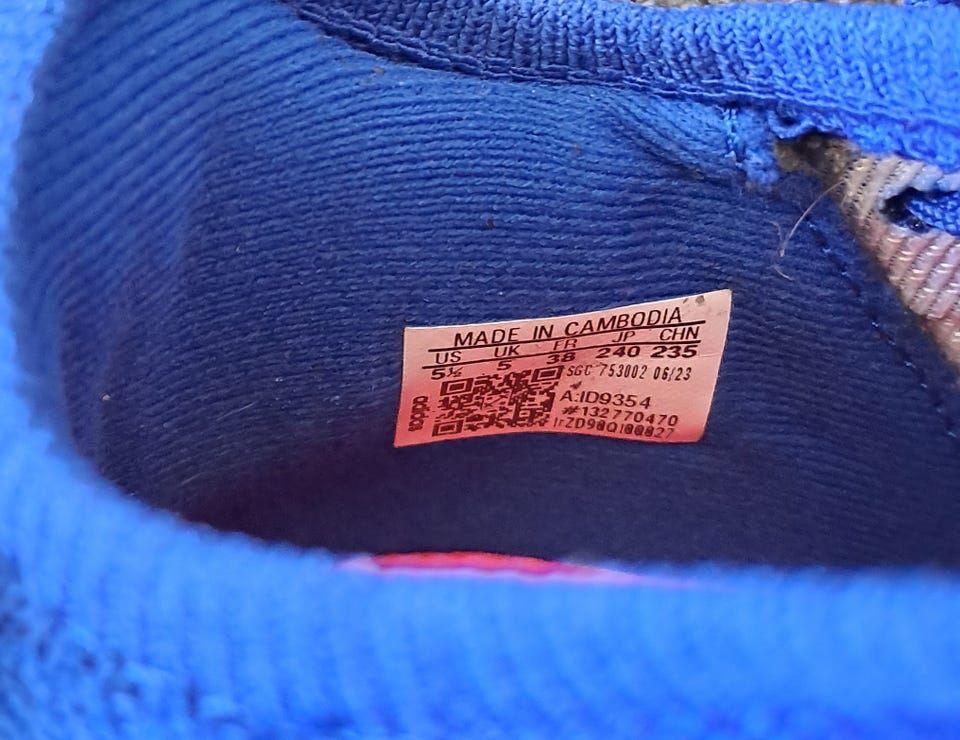 MADE IN CAMBODIA
US UK FR JP CHN
5½ 5 38 240 235
SGC 753002 06/23
A:ID9354
#132770470
adidas